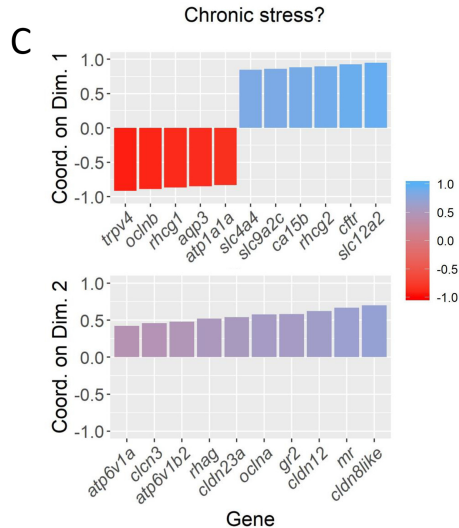 Chronic stress?
C
Coord. on Dim. 1
1.0
0.5
0.0
-0.5
-1.0
trpv4 oclnb rhcg1 aqp3 atp1a1a slc4a4 slc9a2c ca15b rhcg2 cftr slc12a2
1.0
0.5
0.0
-0.5
-1.0
Coord. on Dim. 2
1.0
0.5
0.0
-0.5
-1.0
atp6v1a clcn3 atp6v1b2 rhag cldn23a oclna gr2 cldn12 mr cldn8like
Gene